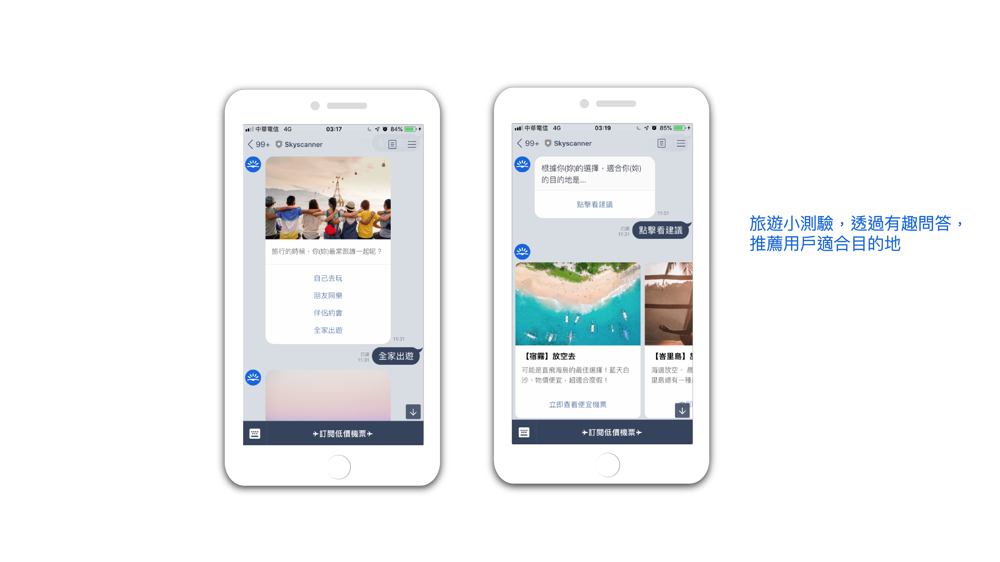 中華電信 4G 03:17 84%
99+ Skyscanner
旅行的時候，你(妳)最常跟誰一起呢？
自己去玩
朋友同樂
伴侶約會
全家出遊
11:31
全家出遊
已讀
11:31
✈訂閱低價機票✈
中華電信 4G 03:19 85%
99+ Skyscanner
根據你(妳)的選擇，適合你(妳)
的目的地是...
點擊看建議
11:31
點擊看建議
已讀
11:31
【宿霧】放空去
可能是直飛海島的最佳選擇！藍天白
沙、物價便宜，超適合度假！
立即查看便宜機票
【峇里島】
海邊放空、晨
里島總有一種
立即
✈訂閱低價機票✈
旅遊小測驗，透過有趣問答，
推薦用戶適合目的地